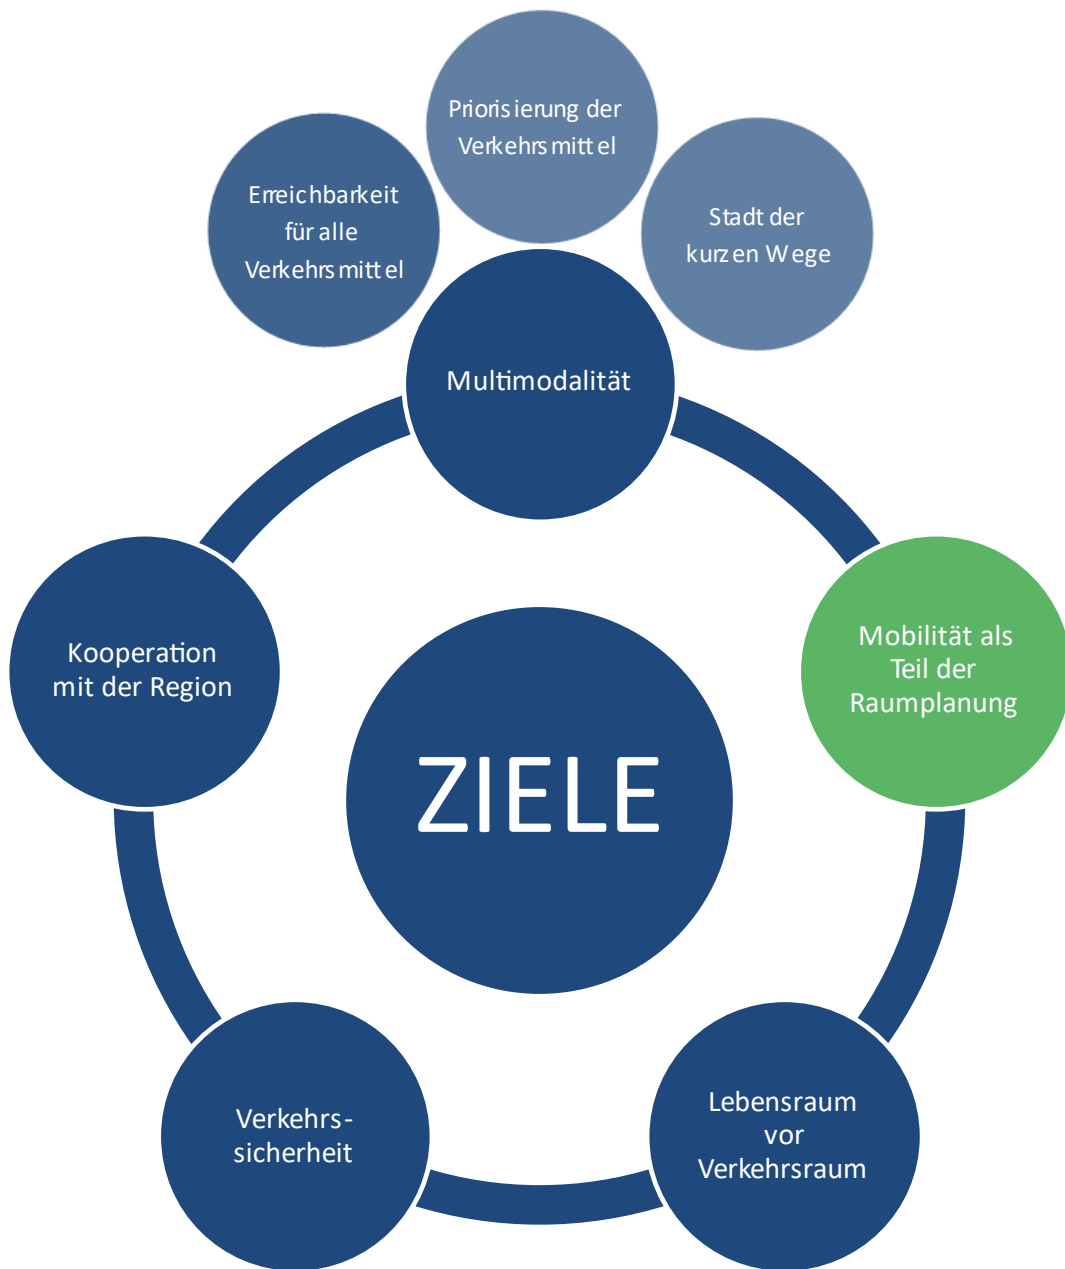 Priorisierung der
Verkehrsmittel
Erreichbarkeit
für alle
Verkehrsmittel
Stadt der
kurzen Wege
Multimodalität
Kooperation
mit der Region
Mobilität als
Teil der
Raumplanung
ZIELE
Verkehrs-
sicherheit
Lebensraum
vor
Verkehrsraum